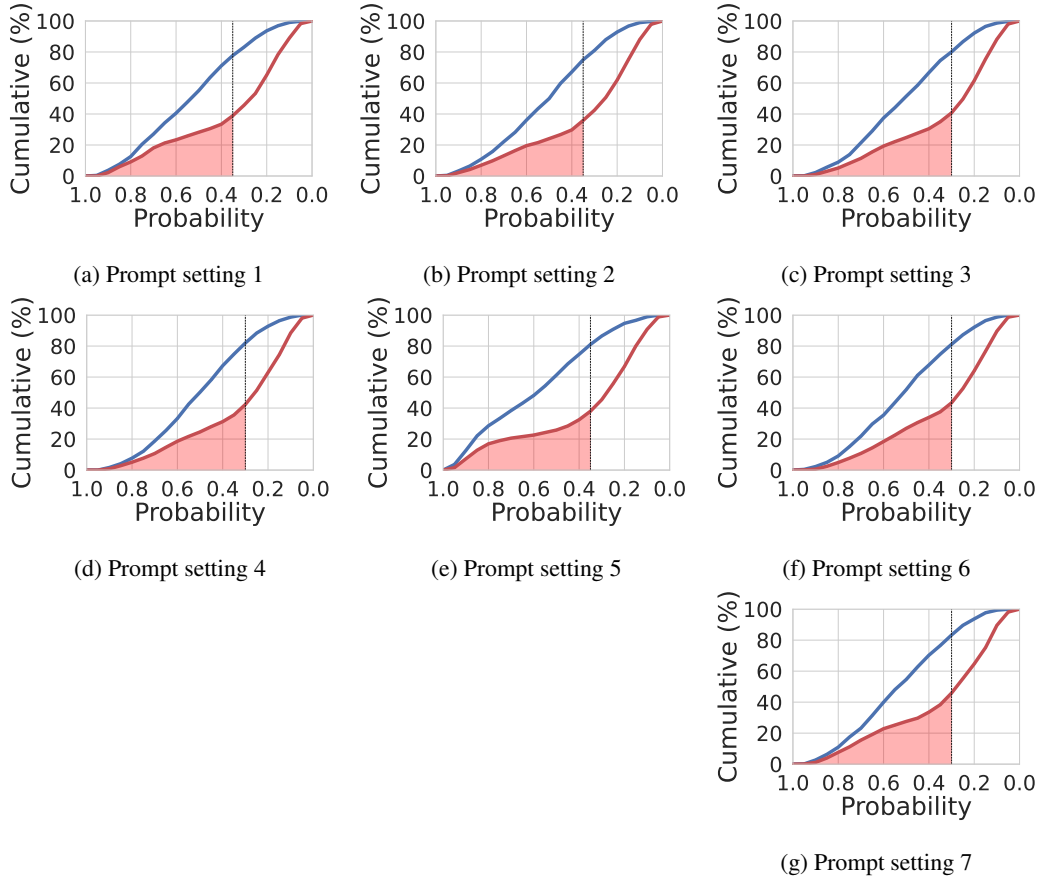 Cumulative (%)
100
80
60
40
20
0
1.0 0.8 0.6 0.4 0.2 0.0
Probability
(a) Prompt setting 1
Cumulative (%)
100
80
60
40
20
0
1.0 0.8 0.6 0.4 0.2 0.0
Probability
(b) Prompt setting 2
Cumulative (%)
100
80
60
40
20
0
1.0 0.8 0.6 0.4 0.2 0.0
Probability
(c) Prompt setting 3
Cumulative (%)
100
80
60
40
20
0
1.0 0.8 0.6 0.4 0.2 0.0
Probability
(d) Prompt setting 4
Cumulative (%)
100
80
60
40
20
0
1.0 0.8 0.6 0.4 0.2 0.0
Probability
(e) Prompt setting 5
Cumulative (%)
100
80
60
40
20
0
1.0 0.8 0.6 0.4 0.2 0.0
Probability
(f) Prompt setting 6
Cumulative (%)
100
80
60
40
20
0
1.0 0.8 0.6 0.4 0.2 0.0
Probability
(g) Prompt setting 7